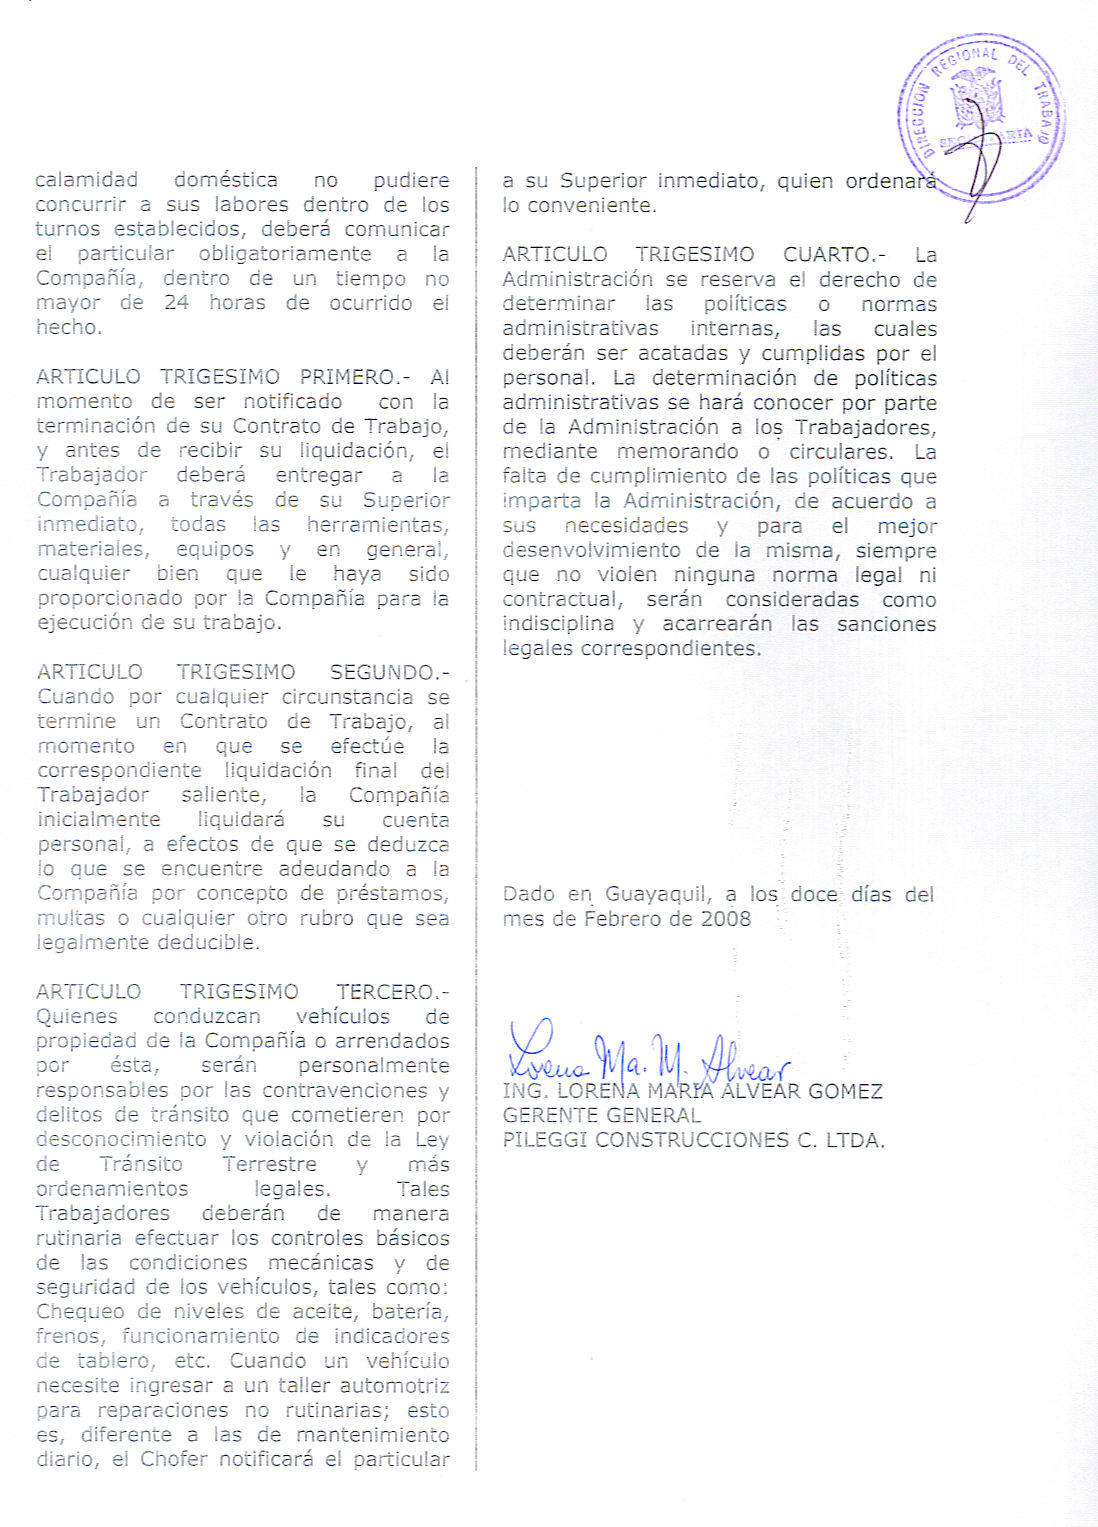 DIRECCION REGIONAL DEL TRABAJO
SECRETARIA
calamidad doméstica no pudiere
concurrir a sus labores dentro de los
turnos establecidos, deberá comunicar
el particular obligatoriamente a la
Compañía, dentro de un tiempo no
mayor de 24 horas de ocurrido el
hecho.
ARTICULO TRIGESIMO PRIMERO.- Al
momento de ser notificado con la
terminación de su Contrato de Trabajo,
y antes de recibir su liquidación, el
Trabajador deberá entregar a la
Compañía a través de su Superior
inmediato, todas las herramientas,
materiales, equipos y en general,
cualquier bien que le haya sido
proporcionado por la Compañía para la
ejecución de su trabajo.
ARTICULO TRIGESIMO SEGUNDO.-
Cuando por cualquier circunstancia se
termine un Contrato de Trabajo, al
momento en que se efectúe la
correspondiente liquidación final del
Trabajador saliente, la Compañía
inicialmente liquidará su cuenta
personal, a efectos de que se deduzca
lo que se encuentre adeudando a la
Compañía por concepto de préstamos,
multas o cualquier otro rubro que sea
legalmente deducible.
ARTICULO TRIGESIMO TERCERO.-
Quienes conduzcan vehículos de
propiedad de la Compañía o arrendados
por ésta, serán personalmente
responsables por las contravenciones y
delitos de tránsito que cometieren por
desconocimiento y violación de la Ley
de Tránsito Terrestre y más
ordenamientos legales. Tales
Trabajadores deberán de manera
rutinaria efectuar los controles básicos
de las condiciones mecánicas y de
seguridad de los vehículos, tales como:
Chequeo de niveles de aceite, batería,
frenos, funcionamiento de indicadores
de tablero, etc. Cuando un vehículo
necesite ingresar a un taller automotriz
para reparaciones no rutinarias; esto
es, diferente a las de mantenimiento
diario, el Chofer notificará el particular
a su Superior inmediato, quien ordenará
lo conveniente.
ARTICULO TRIGESIMO CUARTO.- La
Administración se reserva el derecho de
determinar las políticas o normas
administrativas internas, las cuales
deberán ser acatadas y cumplidas por el
personal. La determinación de políticas
administrativas se hará conocer por parte
de la Administración a los Trabajadores,
mediante memorando o circulares. La
falta de cumplimiento de las políticas que
imparta la Administración, de acuerdo a
sus necesidades y para el mejor
desenvolvimiento de la misma, siempre
que no violen ninguna norma legal ni
contractual, serán consideradas como
indisciplina y acarrearán las sanciones
legales correspondientes.
Dado en Guayaquil, a los doce días del
mes de Febrero de 2008
Lorena Ma. M. Alvear
ING. LORENA MARIA ALVEAR GOMEZ
GERENTE GENERAL
PILEGGI CONSTRUCCIONES C. LTDA.